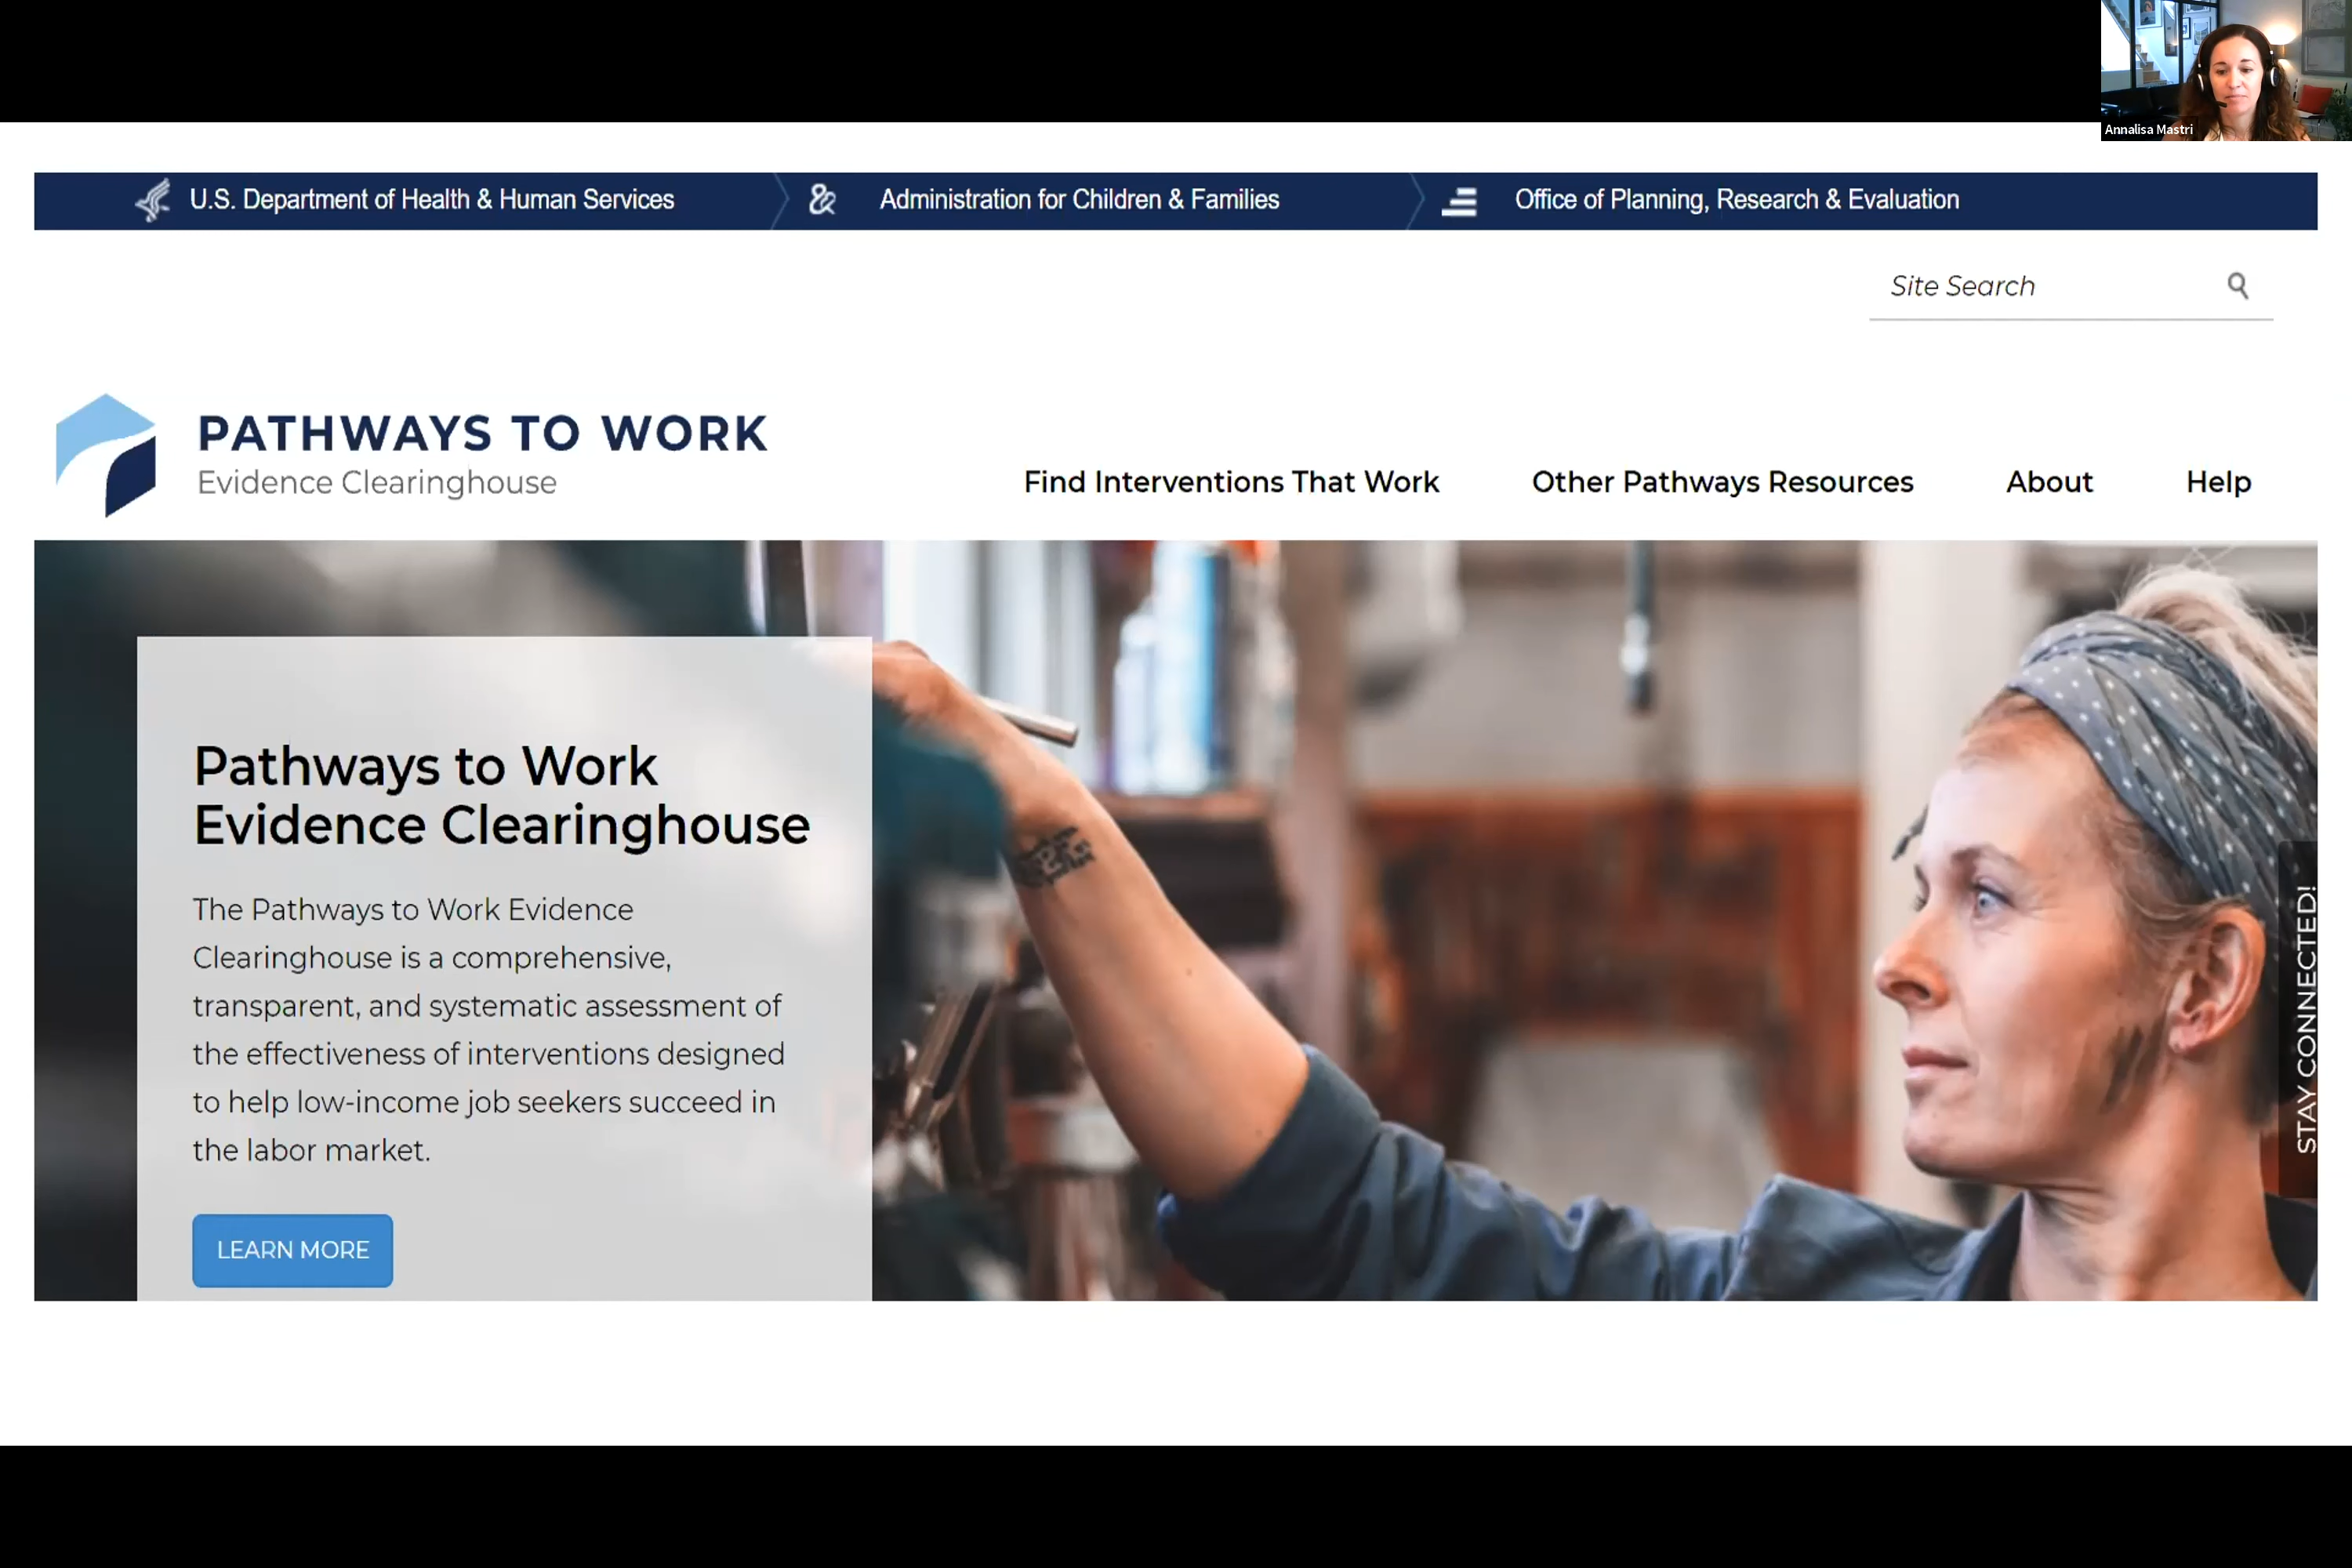 Annalisa Mastri
U.S. Department of Health & Human Services
Administration for Children & Families
Office of Planning, Research & Evaluation
Site Search
PATHWAYS TO WORK
Evidence Clearinghouse
Find Interventions That Work
Other Pathways Resources
About
Help
Pathways to Work
Evidence Clearinghouse
The Pathways to Work Evidence
Clearinghouse is a comprehensive,
transparent, and systematic assessment of
the effectiveness of interventions designed
to help low-income job seekers succeed in
the labor market.
LEARN MORE
STAY CONNECTED!